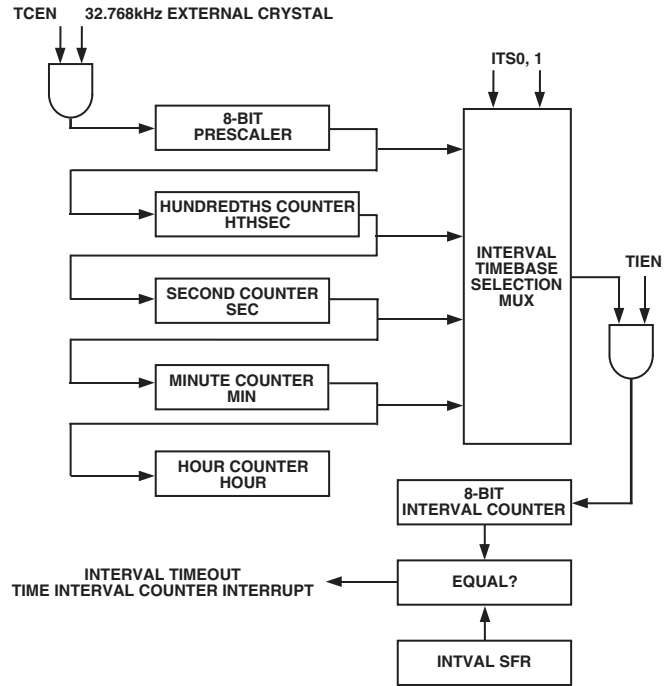 TCEN 32.768kHz EXTERNAL CRYSTAL
ITS0, 1
8-BIT
PRESCALER
HUNDREDTHS COUNTER
HTHSEC
INTERVAL
TIMEBASE
SELECTION
MUX
TIEN
SECOND COUNTER
SEC
MINUTE COUNTER
MIN
HOUR COUNTER
HOUR
8-BIT
INTERVAL COUNTER
INTERVAL TIMEOUT
TIME INTERVAL COUNTER INTERRUPT
EQUAL?
INTVAL SFR